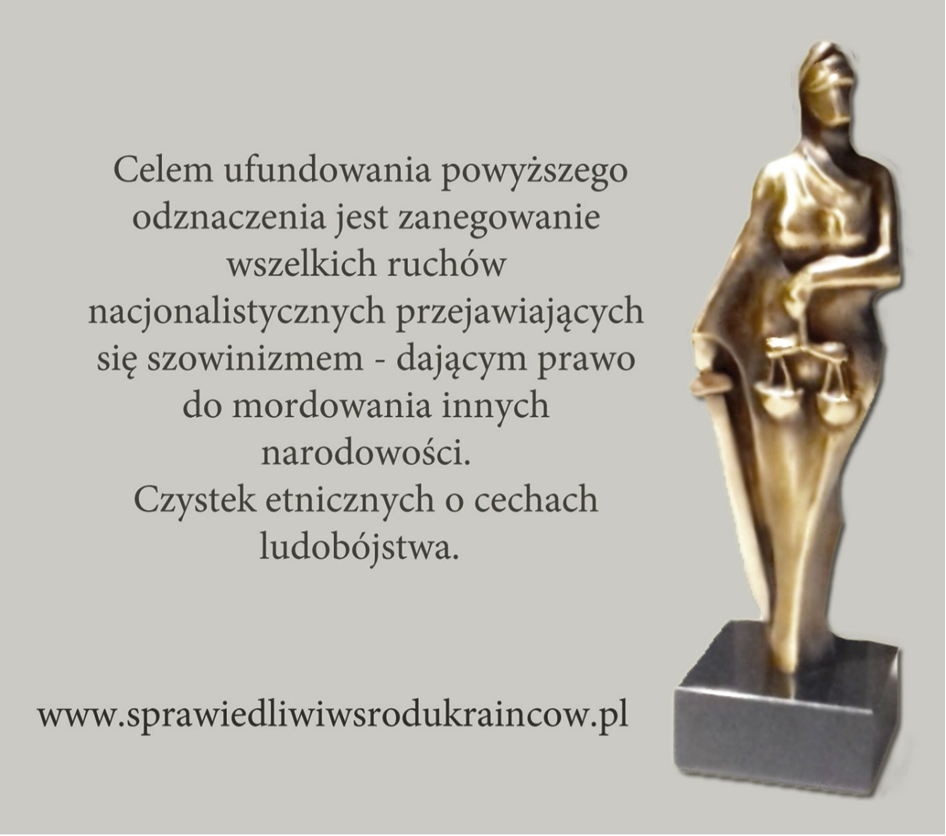 Celem ufundowania powyższego
odznaczenia jest zanegowanie
wszelkich ruchów
nacjonalistycznych przejawiających
się szowinizmem - dającym prawo
do mordowania innych
narodowości.
Czystek etnicznych o cechach
ludobójstwa.
www.sprawiedliwiwsrodukraincow.pl